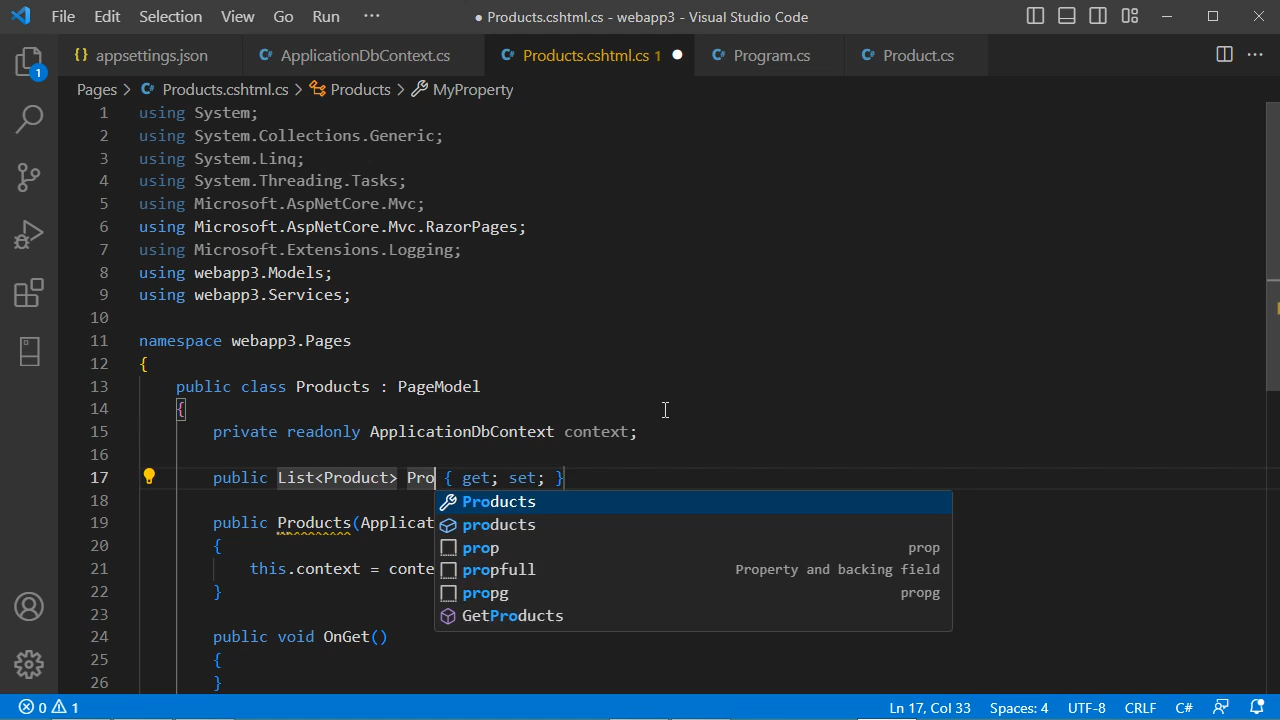 File Edit Selection View Go Run ··· ● Products.cshtml.cs - webapp3 - Visual Studio Code
{} appsettings.json C# ApplicationDbContext.cs C# Products.cshtml.cs 1 ● C# Program.cs C# Product.cs ···
1
Pages > C# Products.cshtml.cs > Products > MyProperty
1 using System;
2 using System.Collections.Generic;
3 using System.Linq;
4 using System.Threading.Tasks;
5 using Microsoft.AspNetCore.Mvc;
6 using Microsoft.AspNetCore.Mvc.RazorPages;
7 using Microsoft.Extensions.Logging;
8 using webapp3.Models;
9 using webapp3.Services;
10
11 namespace webapp3.Pages
12 {
13 public class Products : PageModel
14 {
15 private readonly ApplicationDbContext context;
16
17 public List<Product> Pro { get; set; }
18 Products
19 public Products(Applicat products
20 { prop prop
21 this.context = conte propfull Property and backing field
22 } propg propg
23 GetProducts
24 public void OnGet()
25 {
26 }
0 1 Ln 17, Col 33 Spaces: 4 UTF-8 CRLF C#